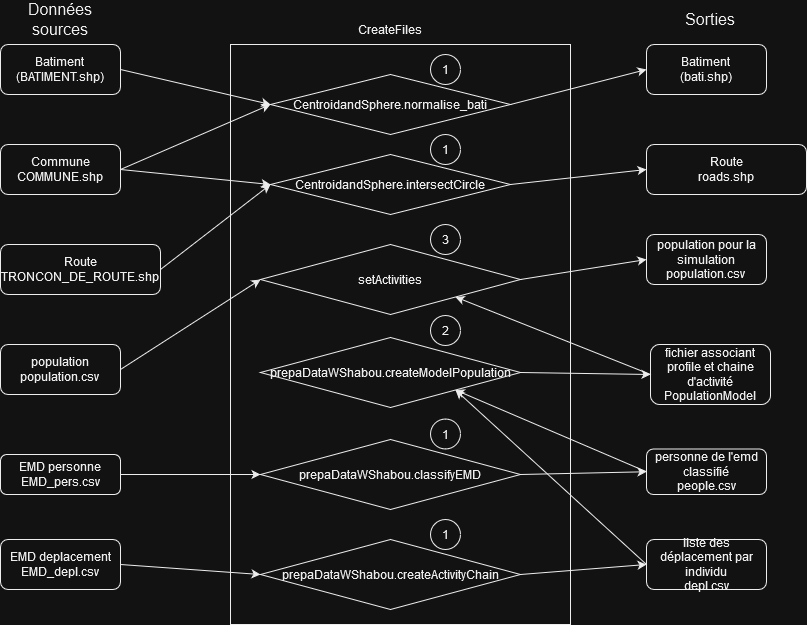 Données
sources
CreateFiles
Sorties
Batiment
(BATIMENT.shp)
1
CentroidandSphere.normalise_bati
Batiment
(bati.shp)
Commune
COMMUNE.shp
1
CentroidandSphere.intersectCircle
Route
roads.shp
Route
TRONCON_DE_ROUTE.shp
3
setActivities
population pour la
simulation
population.csv
population
population.csv
2
prepaDataWShabou.createModelPopulation
fichier associant
profile et chaine
d'activité
PopulationModel
EMD personne
EMD_pers.csv
1
prepaDataWShabou.classifyEMD
personne de l'emd
classifié
people.csv
EMD deplacement
EMD_depl.csv
1
prepaDataWShabou.createActivityChain
liste des
déplacement par
individu
depl.csv